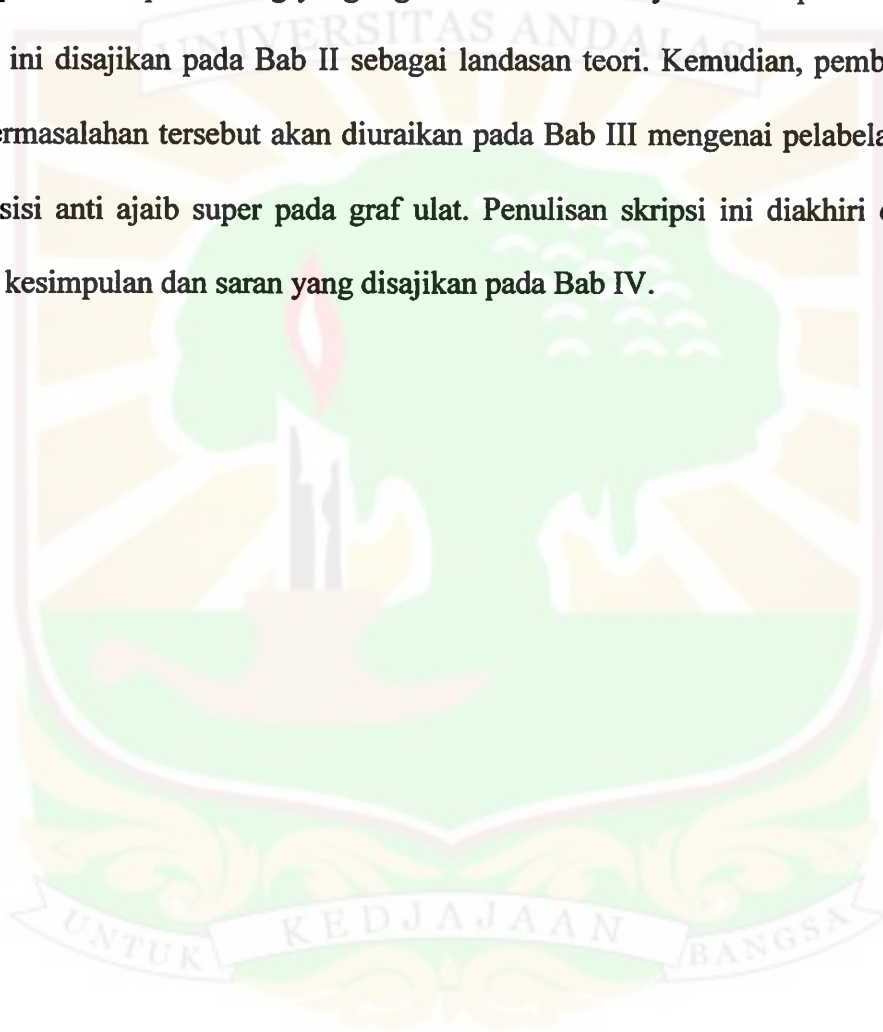 UNIVERSITAS ANDALAS
ini disajikan pada Bab II sebagai landasan teori. Kemudian, pemb
ermasalahan tersebut akan diuraikan pada Bab III mengenai pelabela
sisi anti ajaib super pada graf ulat. Penulisan skripsi ini diakhiri
kesimpulan dan saran yang disajikan pada Bab IV.
UNTUK KEDJAJAAN BANGSA